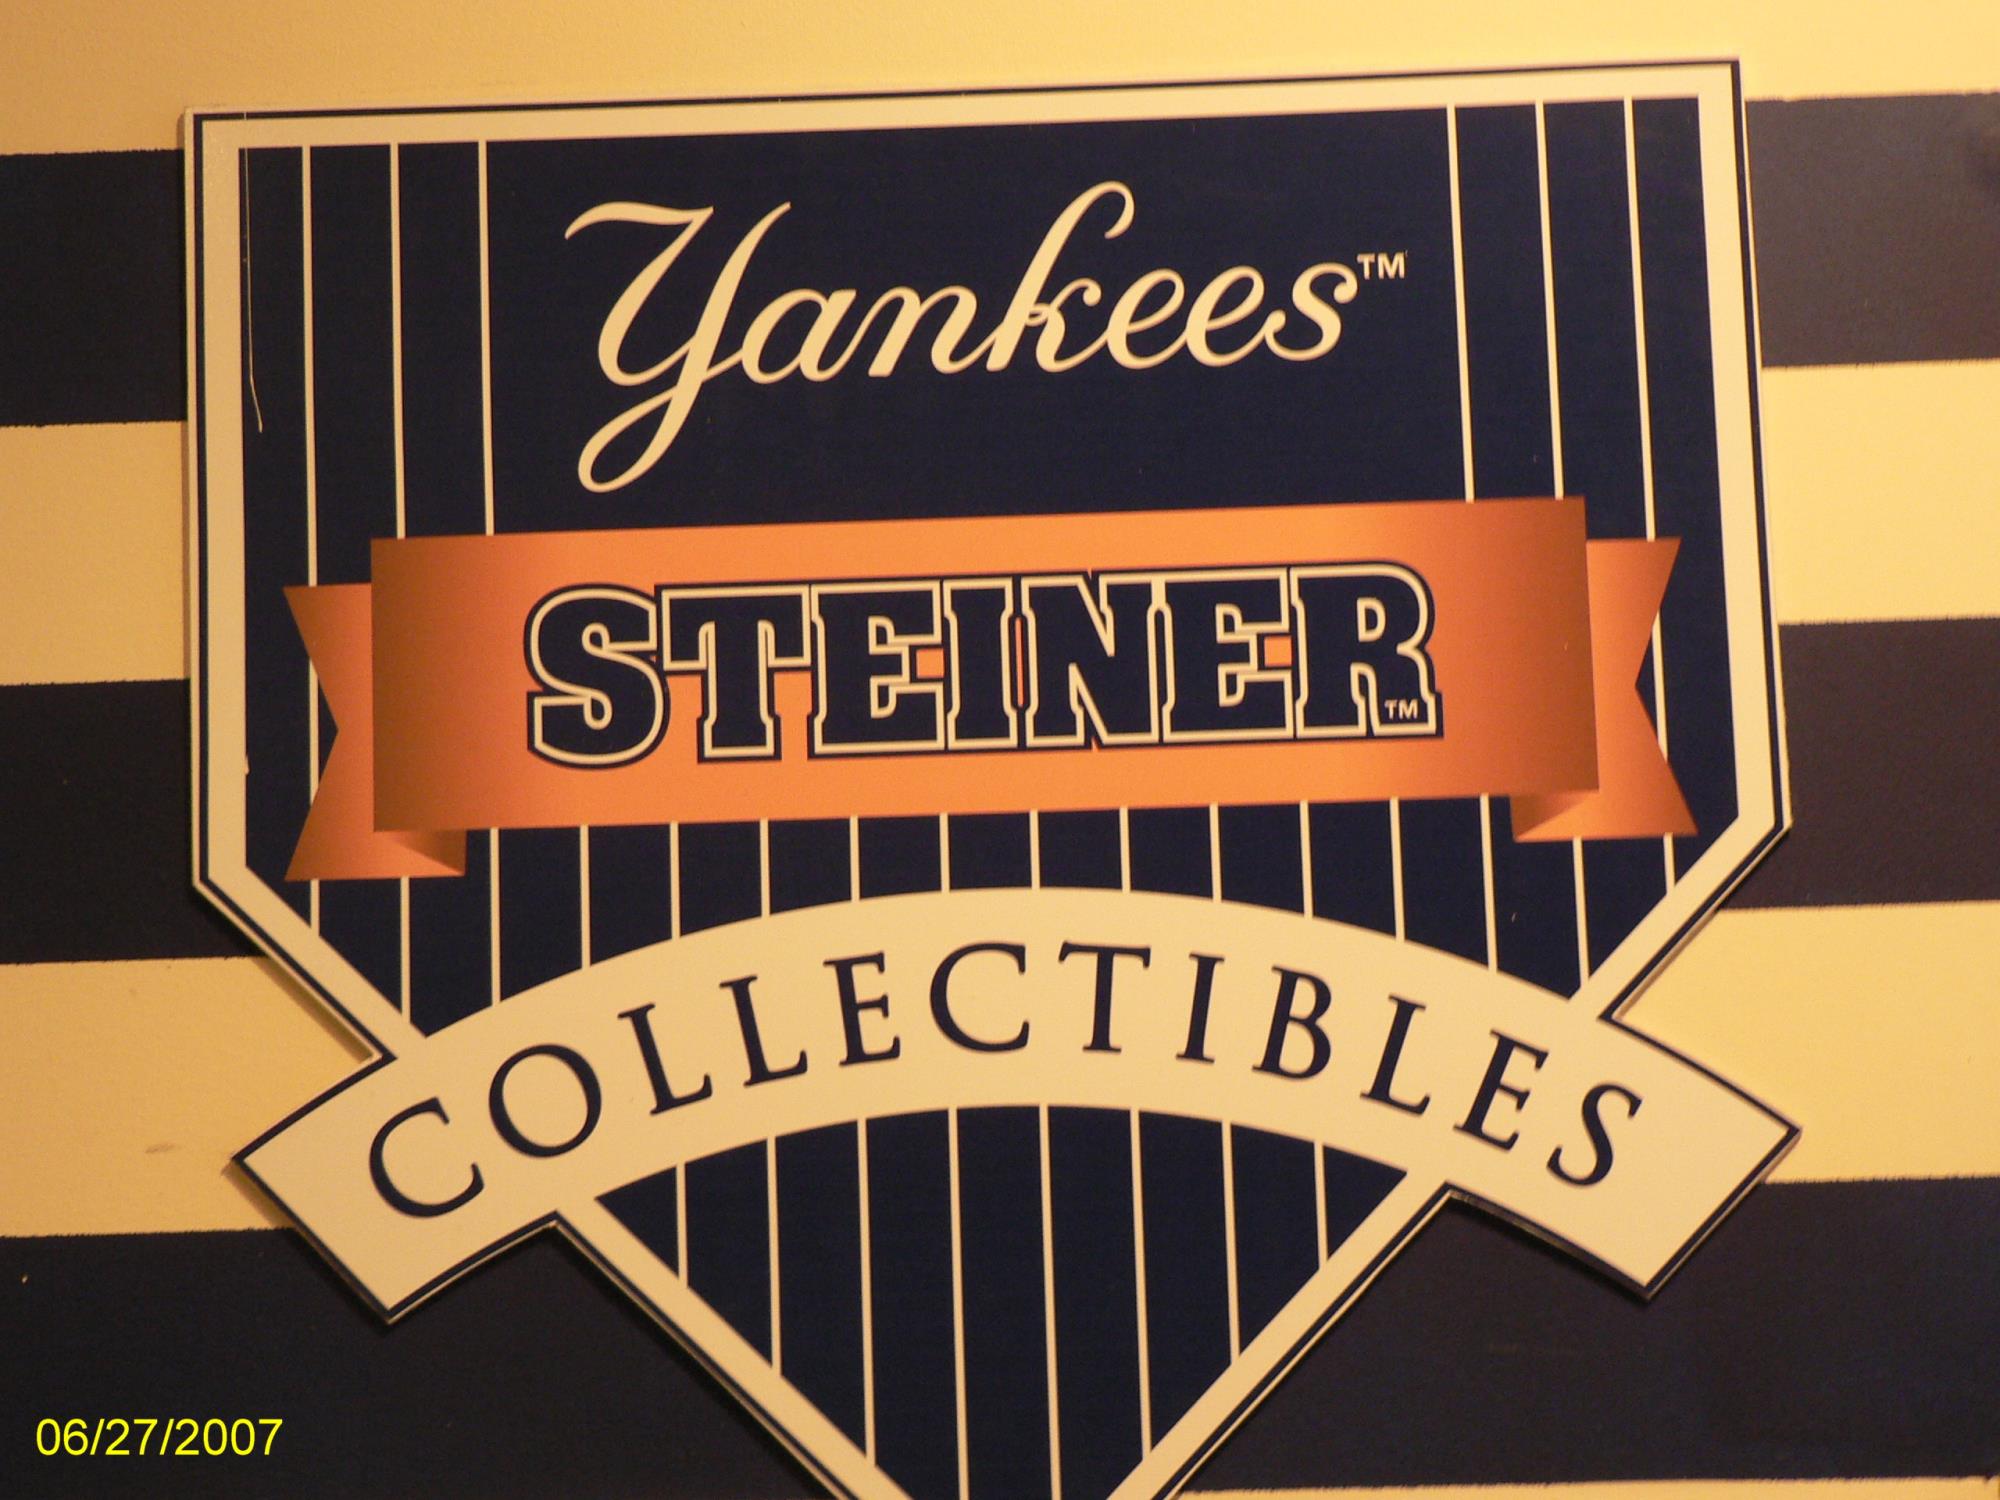 Yankees™
STEINER™
COLLECTIBLES
06/27/2007